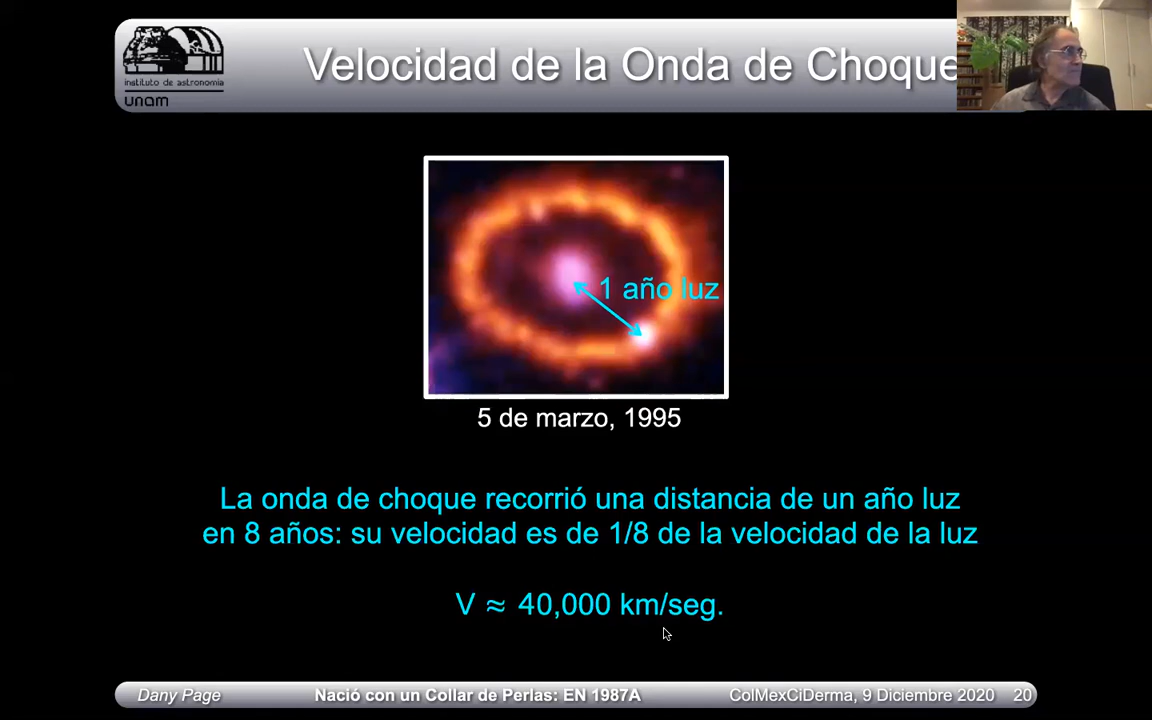 instituto de astronomía
unam
Velocidad de la Onda de Choque
1 año luz
5 de marzo, 1995
La onda de choque recorrió una distancia de un año luz
en 8 años: su velocidad es de 1/8 de la velocidad de la luz
V ≈ 40,000 km/seg.
Dany Page Nació con un Collar de Perlas: EN 1987A ColMexCiDerma, 9 Diciembre 2020 20